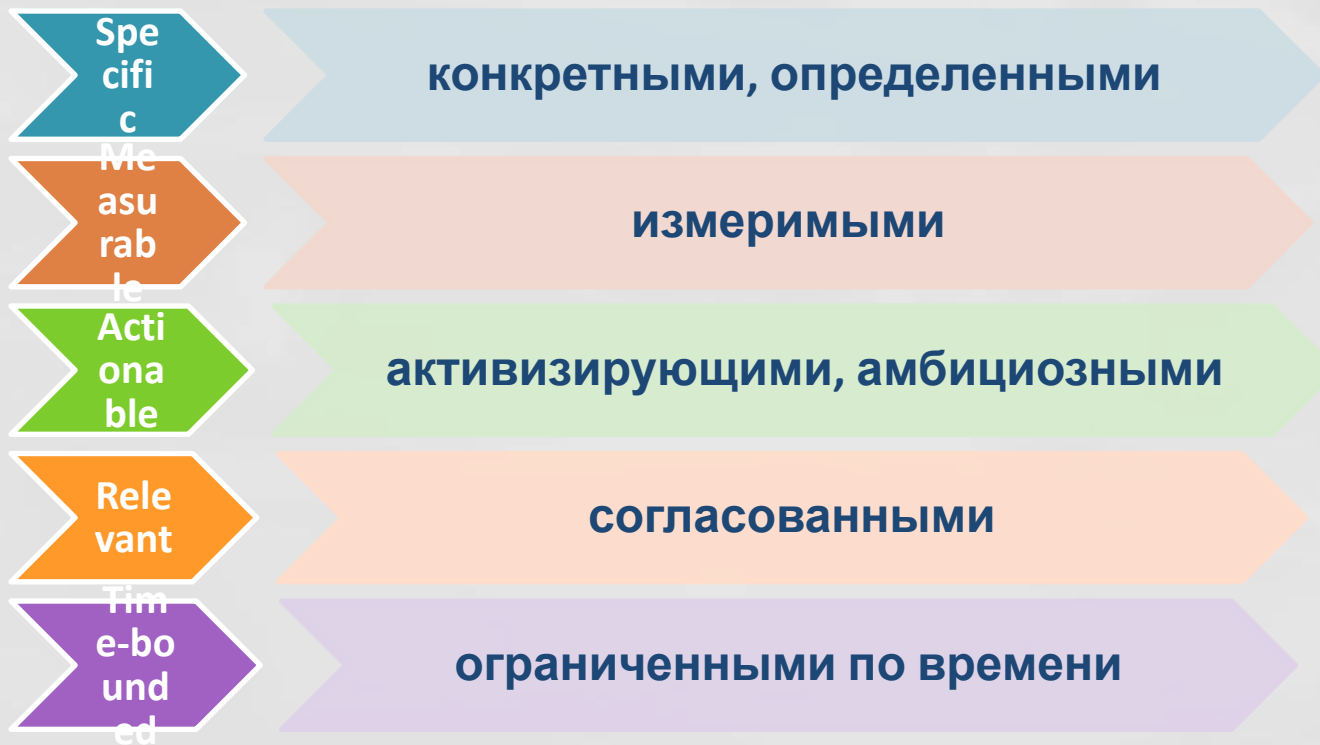 Spe
cifi
c
конкретными, определенными
Me
asu
rab
le
измеримыми
Acti
ona
ble
активизирующими, амбициозными
Rele
vant
согласованными
Tim
e-bo
und
ed
ограниченными по времени